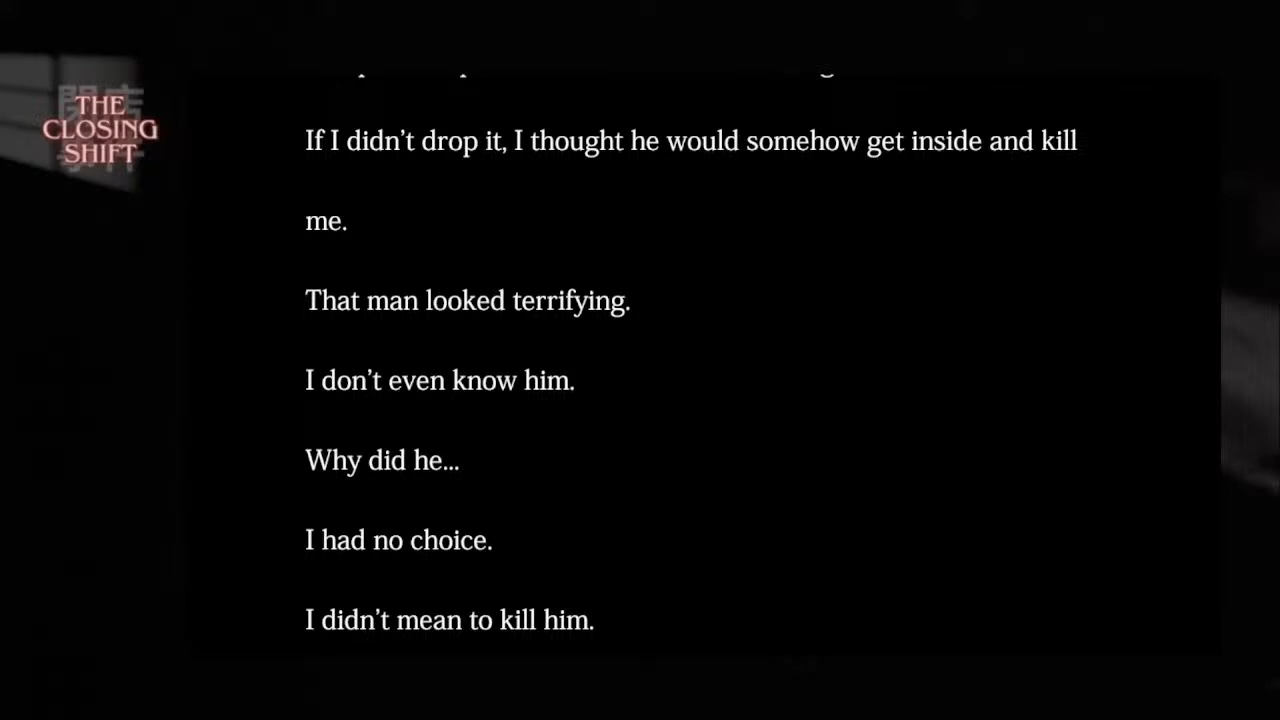 THE
CLOSING
SHIFT
If I didn’t drop it, I thought he would somehow get inside and kill
me.
That man looked terrifying.
I don’t even know him.
Why did he...
I had no choice.
I didn’t mean to kill him.